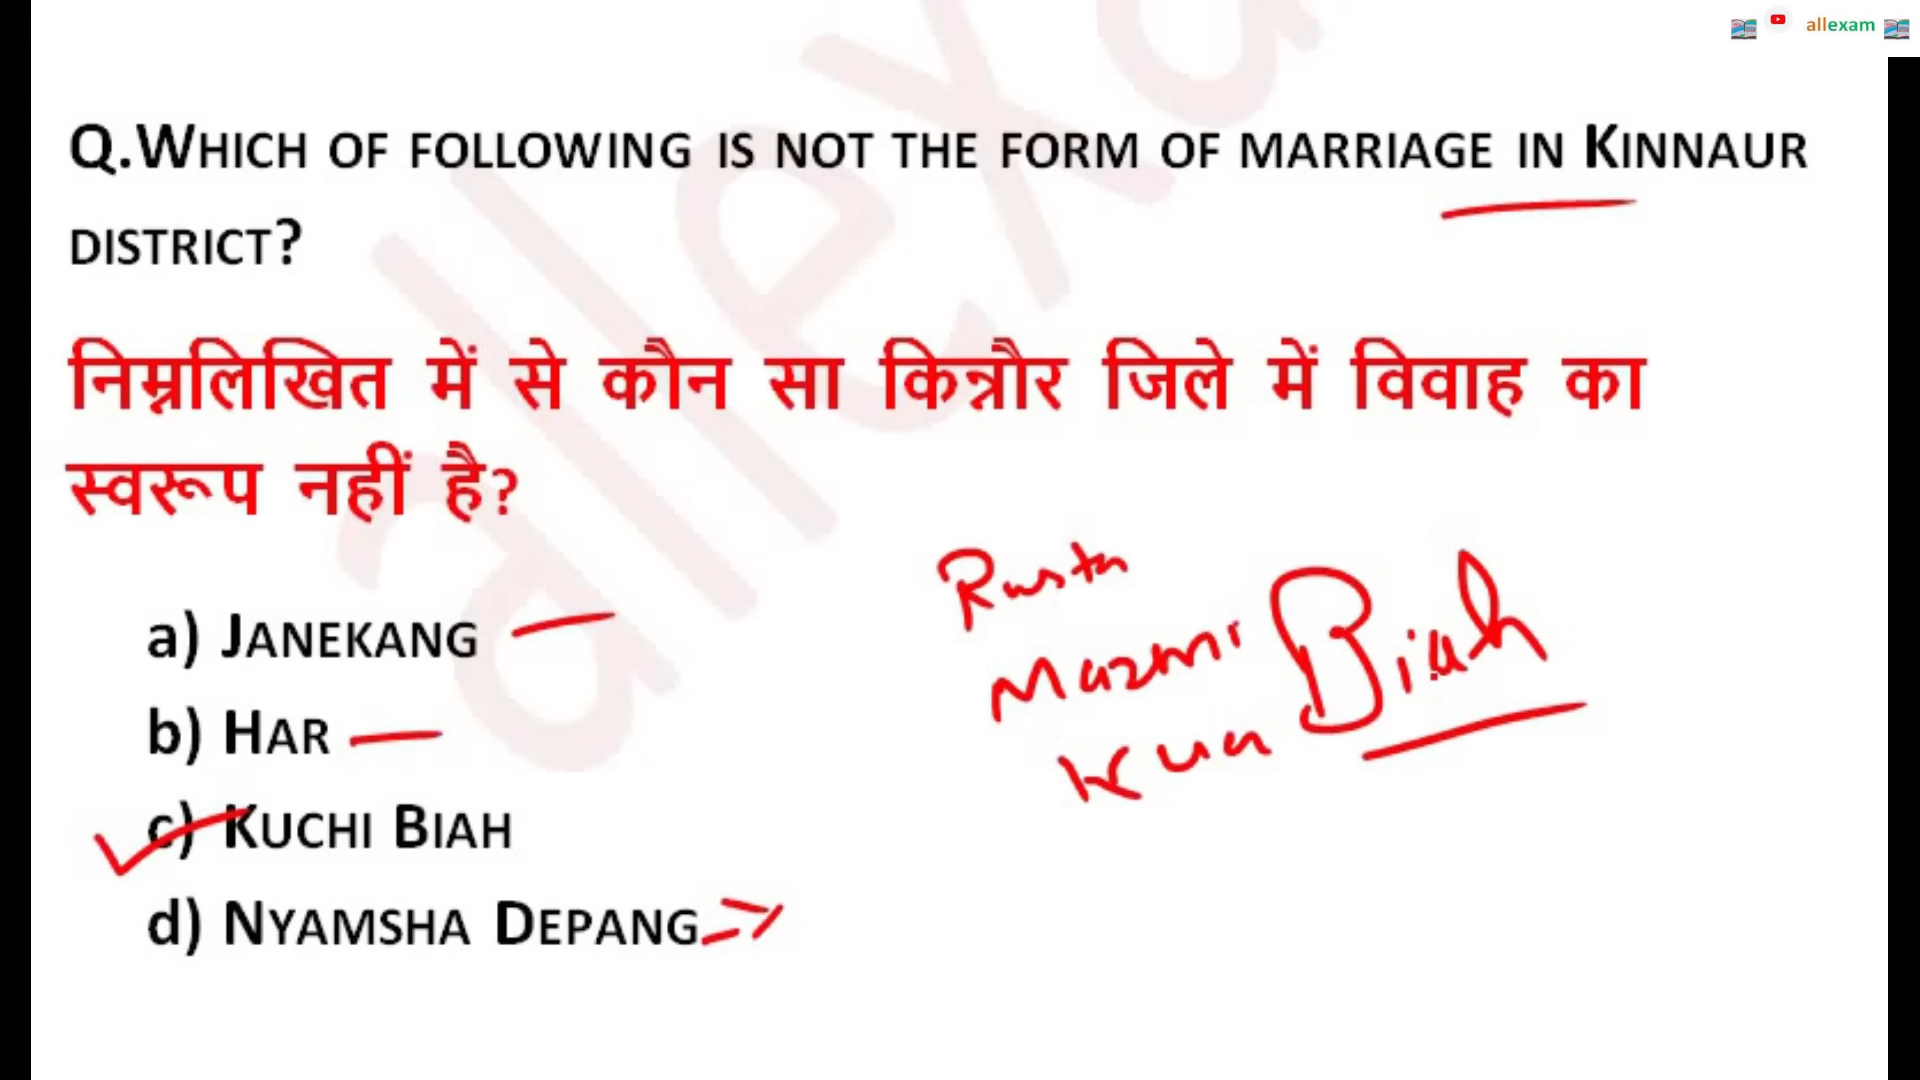 allexam
Q.WHICH OF FOLLOWING IS NOT THE FORM OF MARRIAGE IN KINNAUR
DISTRICT?
निम्नलिखित में से कौन सा किन्नौर जिले में विवाह का
स्वरूप नहीं है?
a) JANEKANG
b) HAR
c) KUCHI BIAH
d) NYAMSHA DEPANG
Biah
allexa